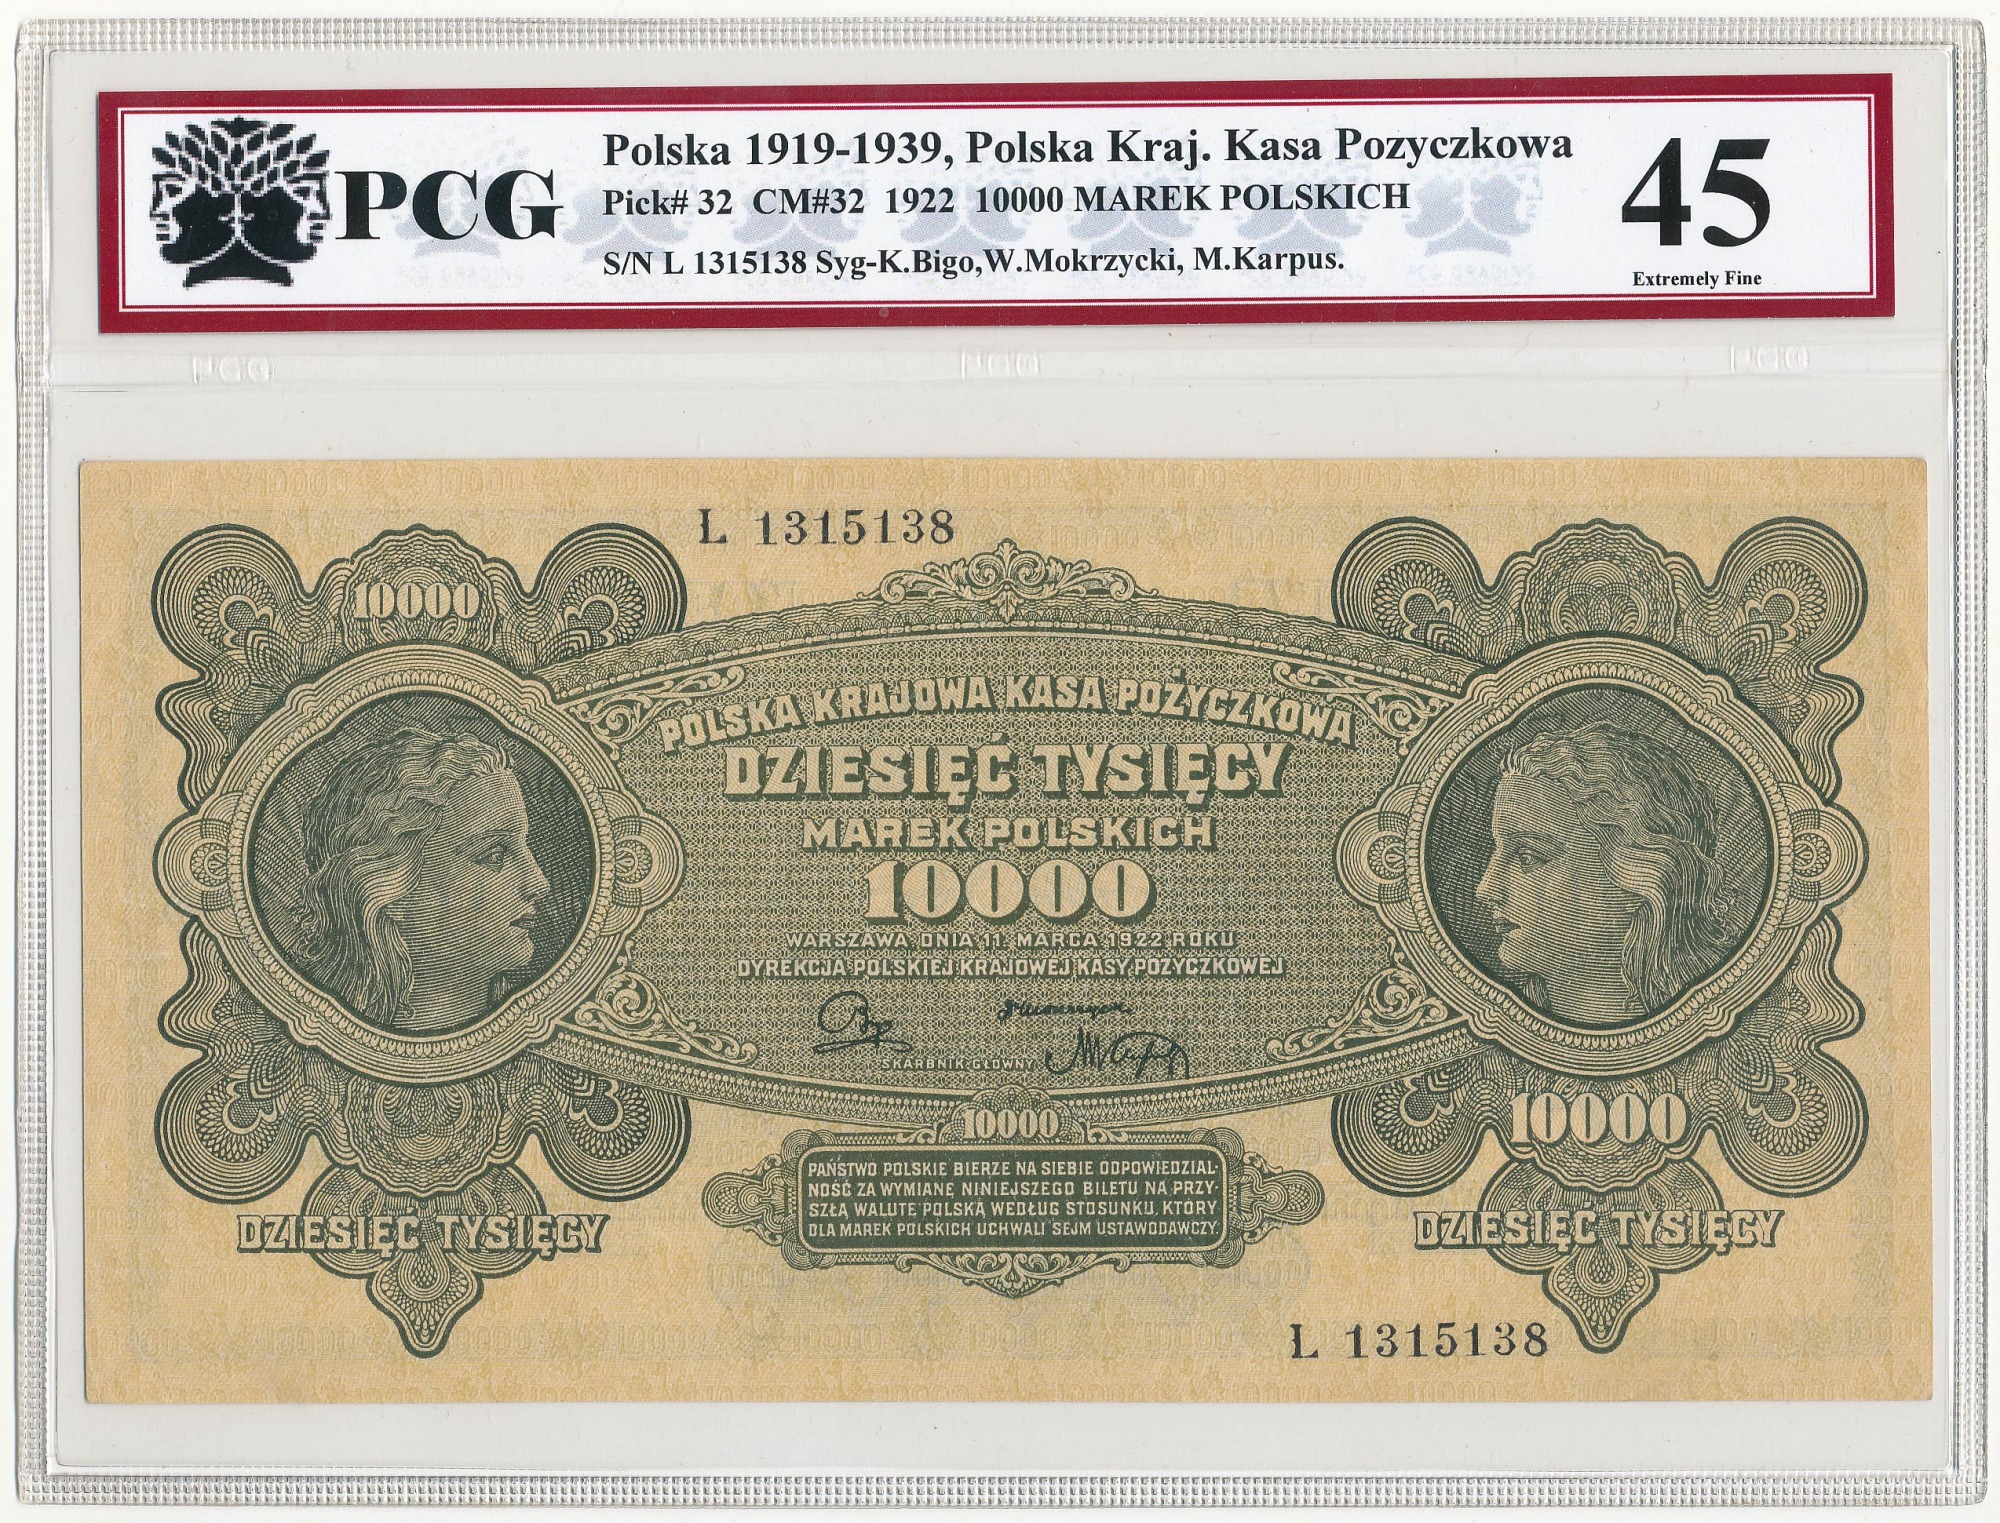 PCG
Polska 1919-1939, Polska Kraj. Kasa Pozyczkowa
Pick# 32 CM#32 1922 10000 MAREK POLSKICH
S/N L 1315138 Syg-K.Bigo,W.Mokrzycki, M.Karpus.
45
Extremely Fine
PCG PCG PCG
L 1315138
10000
POLSKA KRAJOWA KASA POŻYCZKOWA
DZIESIĘĆ TYSIĘCY
MAREK POLSKICH
10000
WARSZAWA, DNIA 11. MARCA 1922 ROKU
DYREKCJA POLSKIEJ KRAJOWEJ KASY POŻYCZKOWEJ
SKARBNIK GŁÓWNY
10000
10000
PAŃSTWO POLSKIE BIERZE NA SIEBIE ODPOWIEDZIAL-
NOŚĆ ZA WYMIANĘ NINIEJSZEGO BILETU NA PRZY-
SZŁĄ WALUTĘ POLSKĄ WEDŁUG STOSUNKU, KTÓRY
DLA MAREK POLSKICH UCHWALI SEJM USTAWODAWCZY.
DZIESIĘĆ TYSIĘCY
DZIESIĘĆ TYSIĘCY
L 1315138